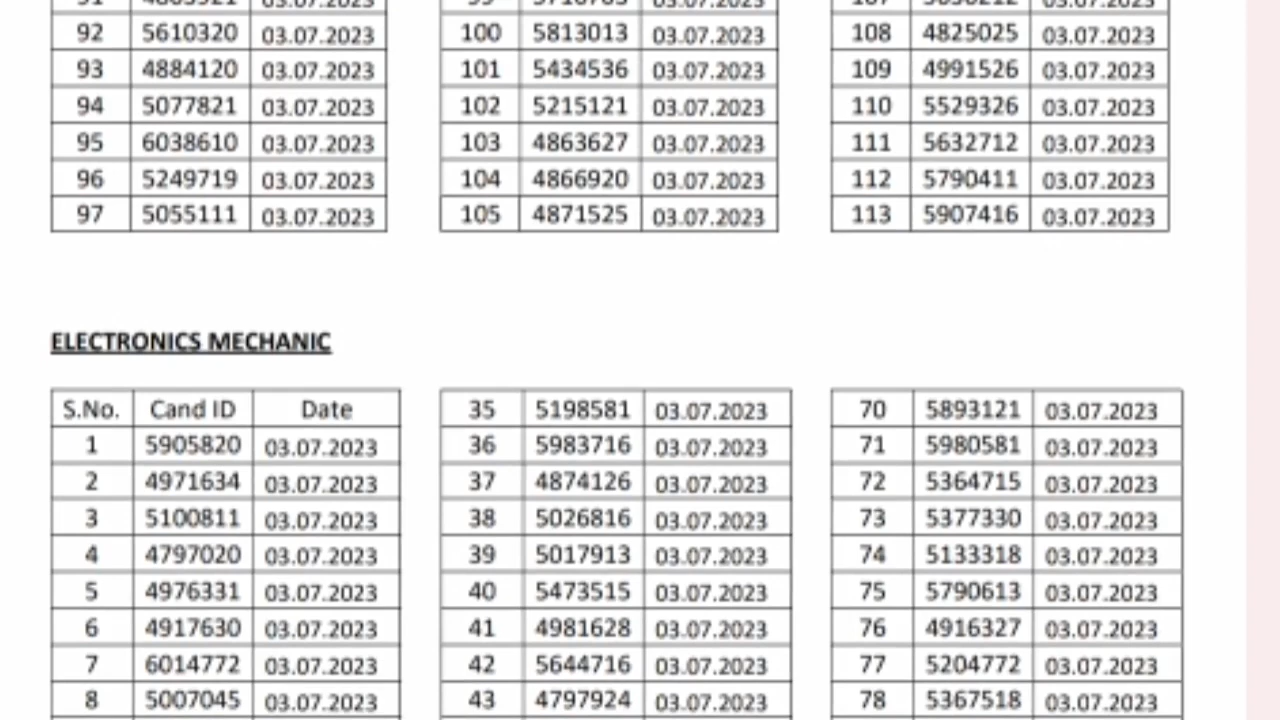 92 5610320 03.07.2023 100 5813013 03.07.2023 108 4825025 03.07.2023
93 4884120 03.07.2023 101 5434536 03.07.2023 109 4991526 03.07.2023
94 5077821 03.07.2023 102 5215121 03.07.2023 110 5529326 03.07.2023
95 6038610 03.07.2023 103 4863627 03.07.2023 111 5632712 03.07.2023
96 5249719 03.07.2023 104 4866920 03.07.2023 112 5790411 03.07.2023
97 5055111 03.07.2023 105 4871525 03.07.2023 113 5907416 03.07.2023
ELECTRONICS MECHANIC
S.No. Cand ID Date 35 5198581 03.07.2023 70 5893121 03.07.2023
1 5905820 03.07.2023 36 5983716 03.07.2023 71 5980581 03.07.2023
2 4971634 03.07.2023 37 4874126 03.07.2023 72 5364715 03.07.2023
3 5100811 03.07.2023 38 5026816 03.07.2023 73 5377330 03.07.2023
4 4797020 03.07.2023 39 5017913 03.07.2023 74 5133318 03.07.2023
5 4976331 03.07.2023 40 5473515 03.07.2023 75 5790613 03.07.2023
6 4917630 03.07.2023 41 4981628 03.07.2023 76 4916327 03.07.2023
7 6014772 03.07.2023 42 5644716 03.07.2023 77 5204772 03.07.2023
8 5007045 03.07.2023 43 4797924 03.07.2023 78 5367518 03.07.2023